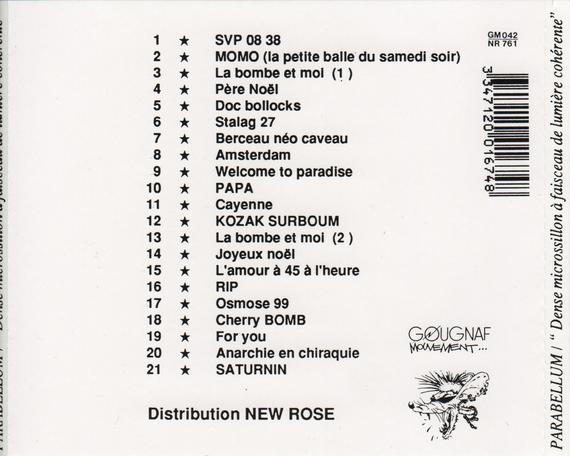 1 ★ SVP 08 38
2 ★ MOMO (la petite balle du samedi soir)
3 ★ La bombe et moi (1)
4 ★ Père Noël
5 ★ Doc bollocks
6 ★ Stalag 27
7 ★ Berceau néo caveau
8 ★ Amsterdam
9 ★ Welcome to paradise
10 ★ PAPA
11 ★ Cayenne
12 ★ KOZAK SURBOUM
13 ★ La bombe et moi (2)
14 ★ Joyeux noël
15 ★ L'amour à 45 à l'heure
16 ★ RIP
17 ★ Osmose 99
18 ★ Cherry BOMB
19 ★ For you
20 ★ Anarchie en chiraquie
21 ★ SATURNIN
Distribution NEW ROSE
GM 042
NR 761
3 347120 016748
GOUGNAF
MOUVEMENT...
PARABELLUM / “ Dense microssillon à faisceau de lumière cohérente”